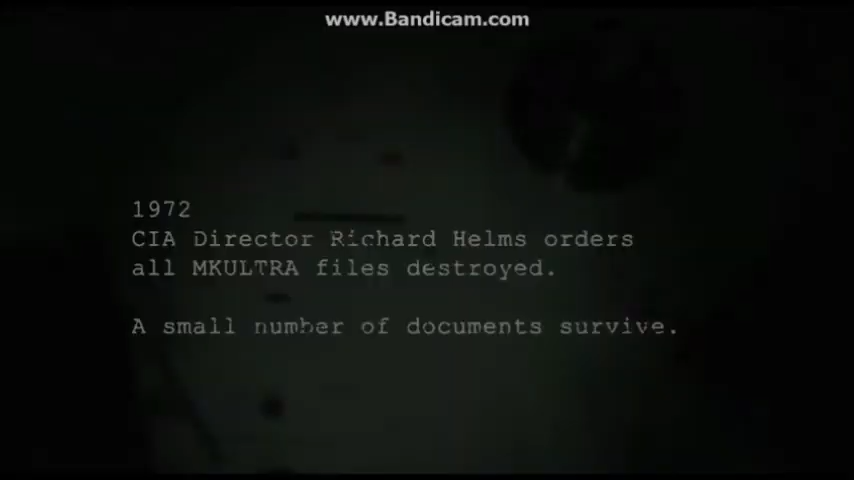 www.Bandicam.com
1972
CIA Director Richard Helms orders
all MKULTRA files destroyed.
A small number of documents survive.